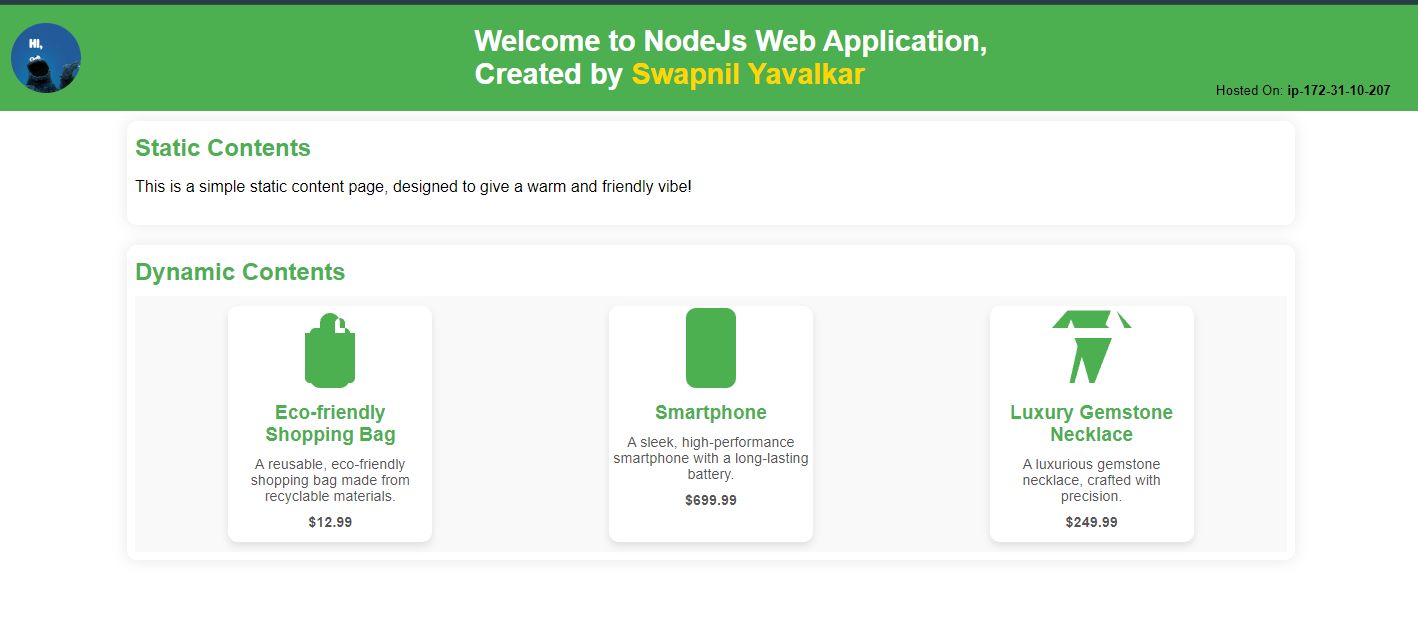 HI,
Welcome to NodeJs Web Application,
Created by Swapnil Yavalkar
Hosted On: ip-172-31-10-207
Static Contents
This is a simple static content page, designed to give a warm and friendly vibe!
Dynamic Contents
Eco-friendly
Shopping Bag
A reusable, eco-friendly
shopping bag made from
recyclable materials.
$12.99
Smartphone
A sleek, high-performance
smartphone with a long-lasting
battery.
$699.99
Luxury Gemstone
Necklace
A luxurious gemstone
necklace, crafted with
precision.
$249.99